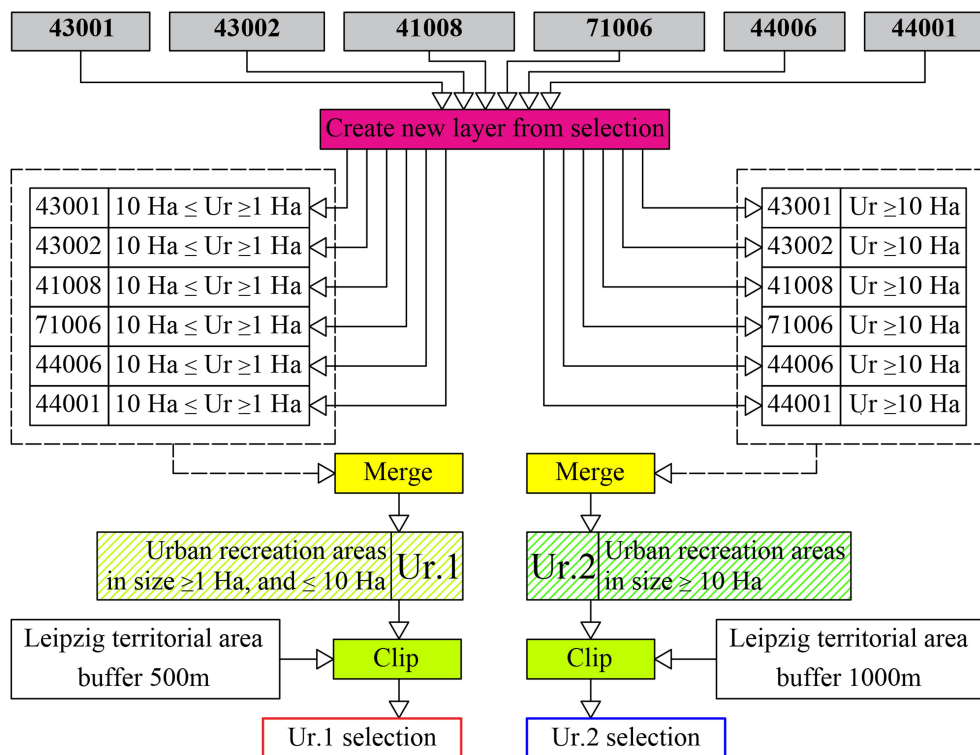 43001 43002 41008 71006 44006 44001
Create new layer from selection
43001 10 Ha ≤ Ur ≥1 Ha
43002 10 Ha ≤ Ur ≥1 Ha
41008 10 Ha ≤ Ur ≥1 Ha
71006 10 Ha ≤ Ur ≥1 Ha
44006 10 Ha ≤ Ur ≥1 Ha
44001 10 Ha ≤ Ur ≥1 Ha
43001 Ur ≥10 Ha
43002 Ur ≥10 Ha
41008 Ur ≥10 Ha
71006 Ur ≥10 Ha
44006 Ur ≥10 Ha
44001 Ur ≥10 Ha
Merge
Merge
Urban recreation areas
in size ≥1 Ha, and ≤ 10 Ha
Ur.1
Ur.2
Urban recreation areas
in size ≥ 10 Ha
Leipzig territorial area
buffer 500m
Clip
Clip
Leipzig territorial area
buffer 1000m
Ur.1 selection
Ur.2 selection